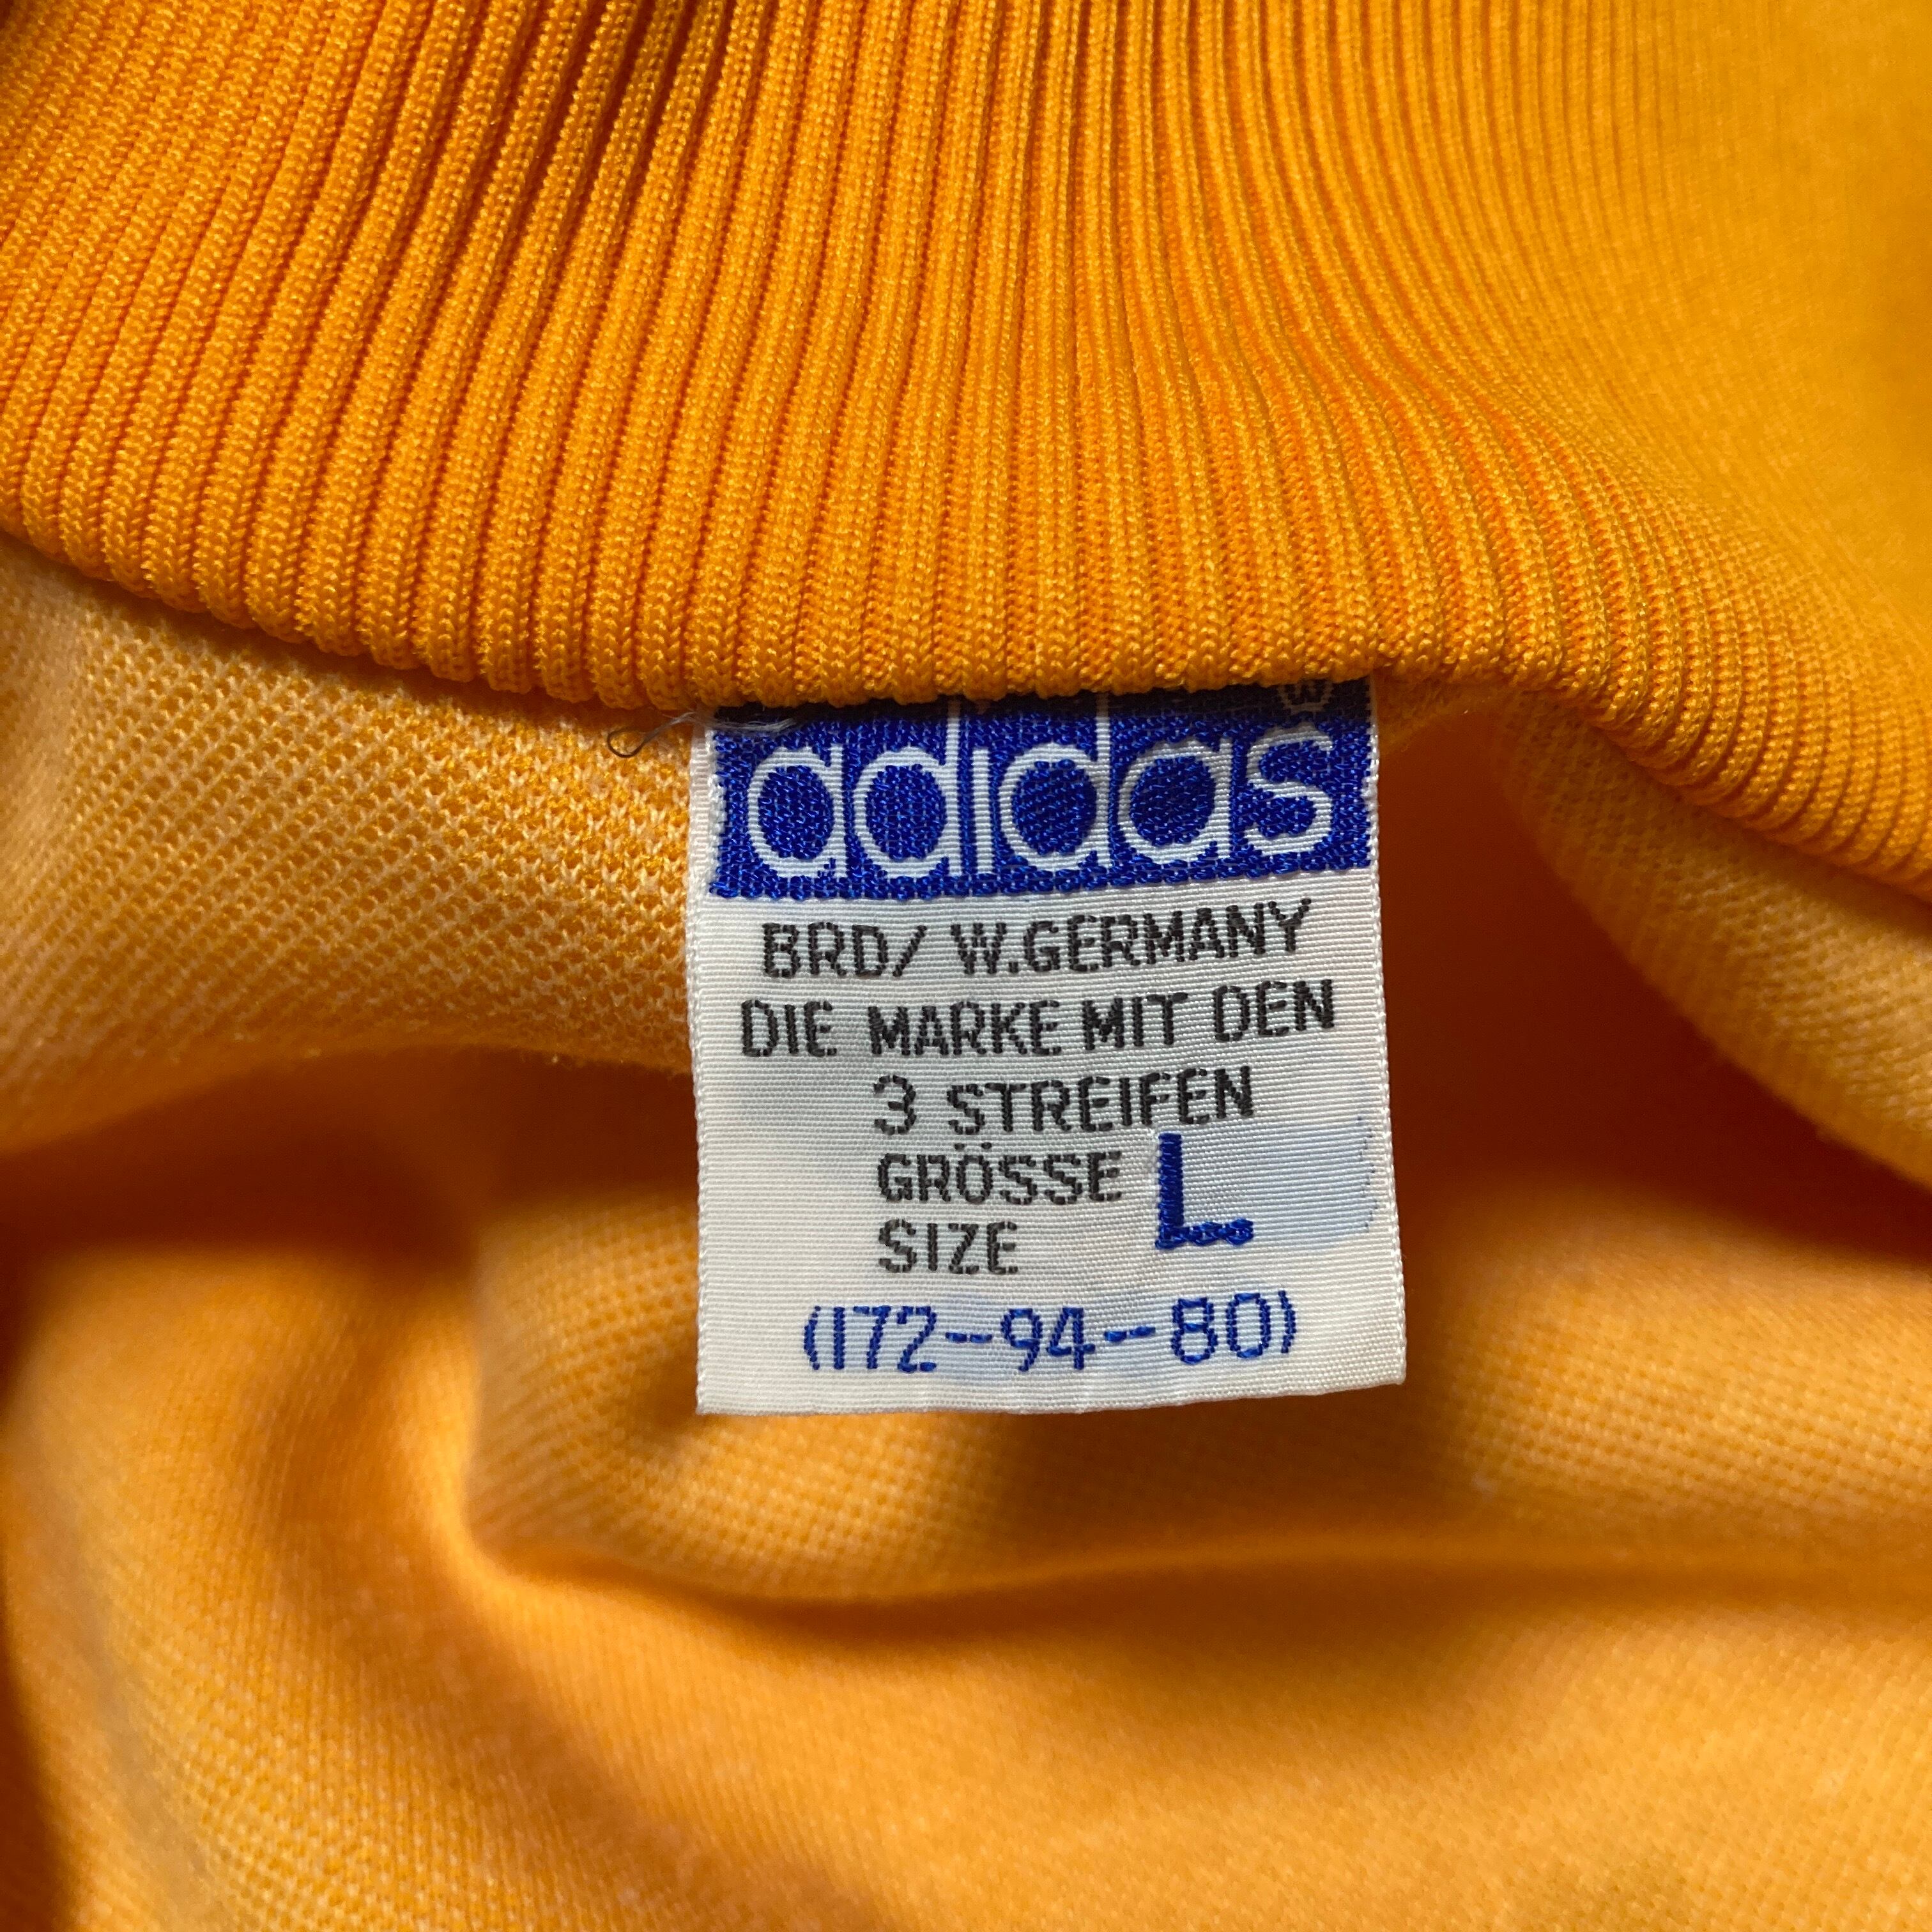 adidas
BRD/ W.GERMANY
DIE MARKE MIT DEN
3 STREIFEN
GRÖSSE L
SIZE
(172-94-80)